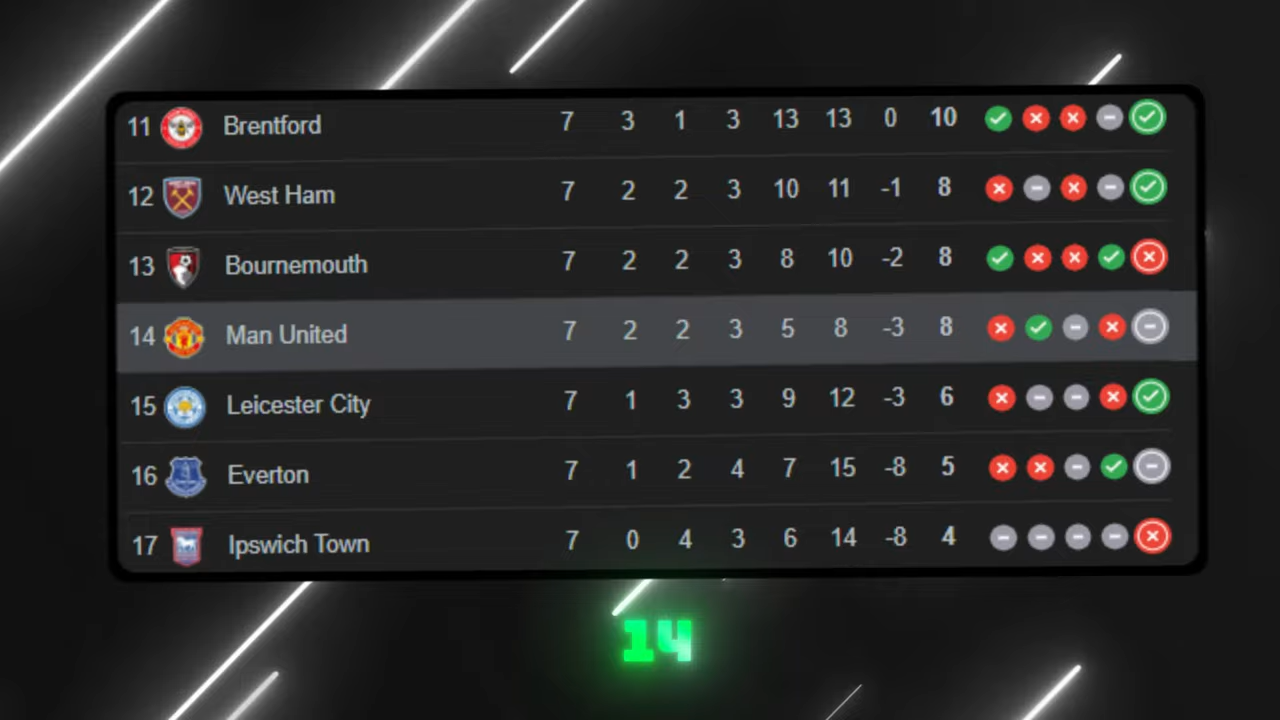 11 Brentford 7 3 1 3 13 13 0 10
12 West Ham 7 2 2 3 10 11 -1 8
13 Bournemouth 7 2 2 3 8 10 -2 8
14 Man United 7 2 2 3 5 8 -3 8
15 Leicester City 7 1 3 3 9 12 -3 6
16 Everton 7 1 2 4 7 15 -8 5
17 Ipswich Town 7 0 4 3 6 14 -8 4
14